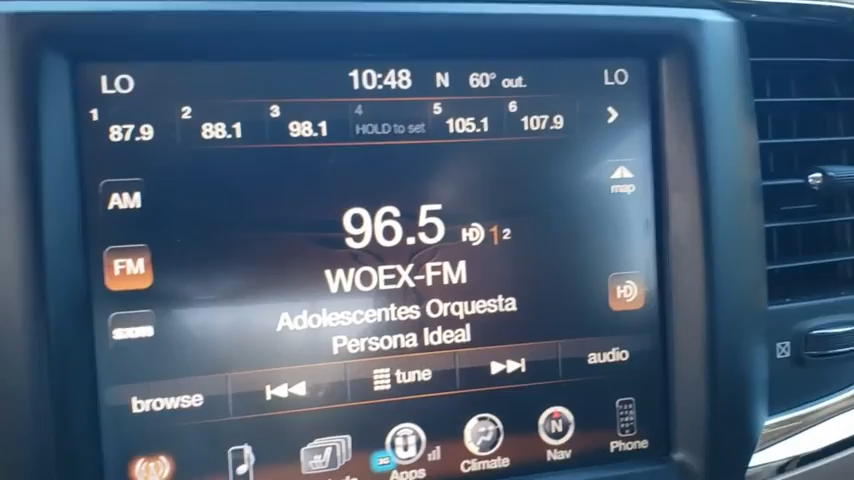 LO 10:48 N 60° out. LO
1 87.9 2 88.1 3 98.1 4 HOLD to set 5 105.1 6 107.9
AM
map
96.5 HD 1 2
FM
WOEX-FM
HD
Adolescentes Orquesta
Persona Ideal
browse tune audio
3G Apps Climate N Nav Phone